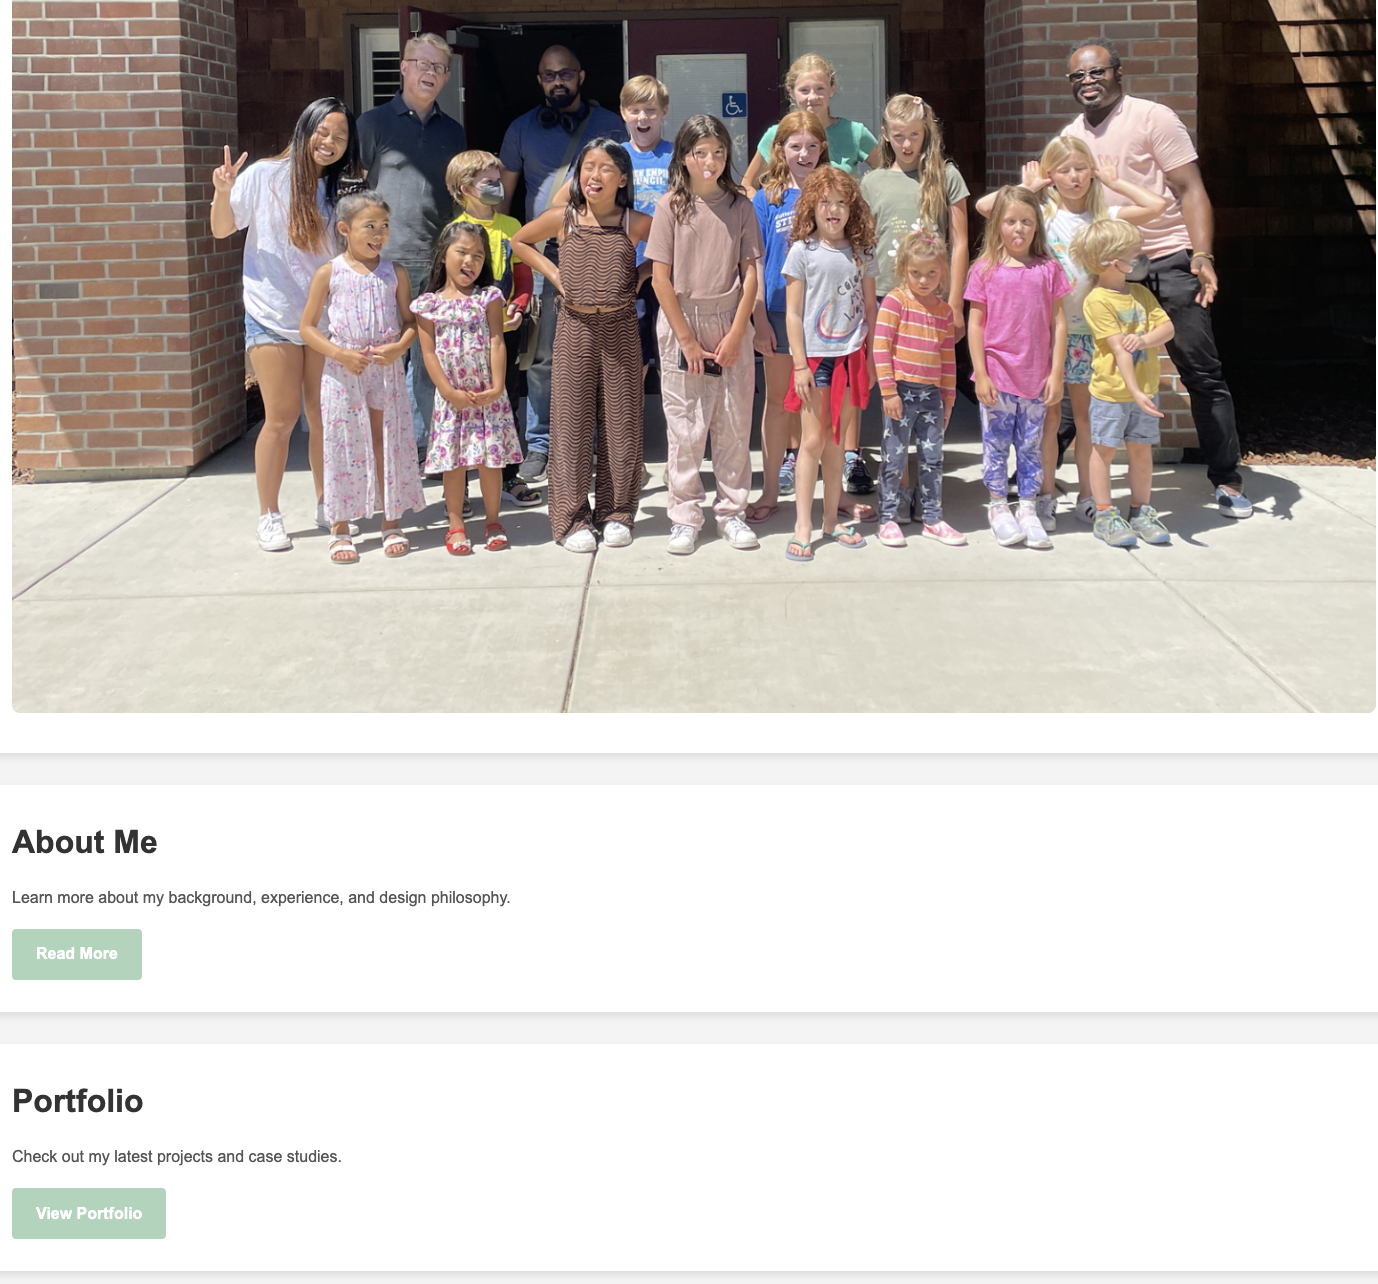 About Me
Learn more about my background, experience, and design philosophy.
Read More
Portfolio
Check out my latest projects and case studies.
View Portfolio